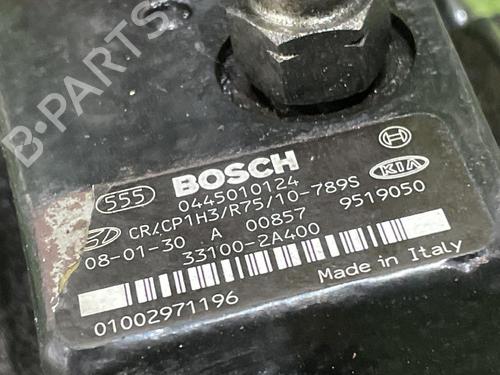 B-PARTS
555 BOSCH
0445010124
CR/CP1H3/R75/10-789S KIA
08-01-30 A 00857 9519050
33100-2A400
Made in Italy
01002971196